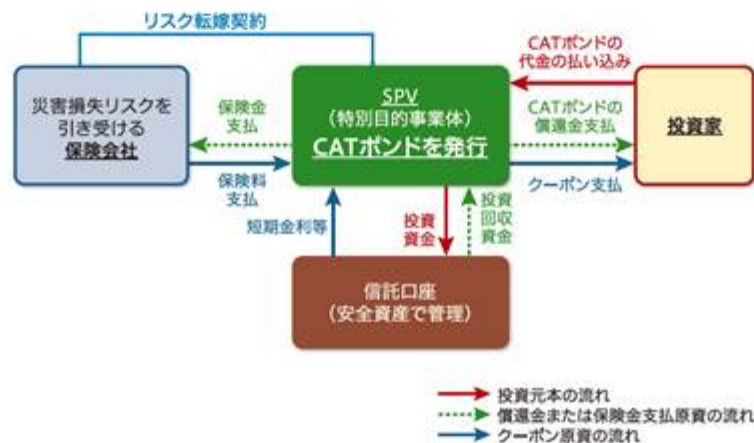 リスク転嫁契約
災害損失リスクを
引き受ける
保険会社
保険金
支払
保険料
支払
SPV
（特別目的事業体）
CATボンドを発行
CATボンドの
代金の払い込み
CATボンドの
償還金支払
クーポン支払
投資家
短期金利等
投資
資金
投資
回収
資金
信託口座
（安全資産で管理）
投資元本の流れ
償還金または保険金支払原資の流れ
クーポン原資の流れ